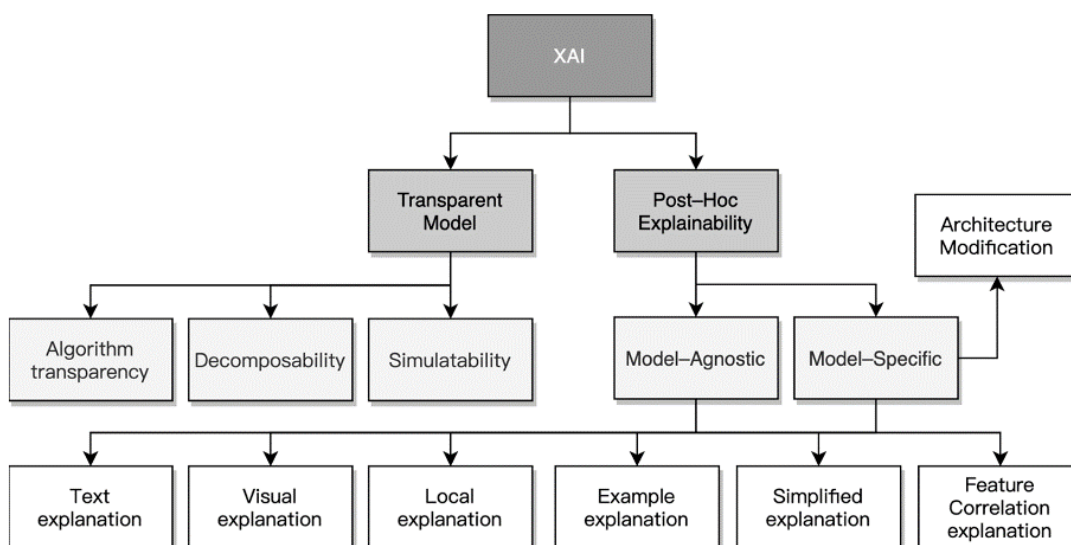 XAI
Transparent
Model
Post–Hoc
Explainability
Architecture
Modification
Algorithm
transparency
Decomposability
Simulatability
Model–Agnostic
Model–Specific
Text
explanation
Visual
explanation
Local
explanation
Example
explanation
Simplified
explanation
Feature
Correlation
explanation